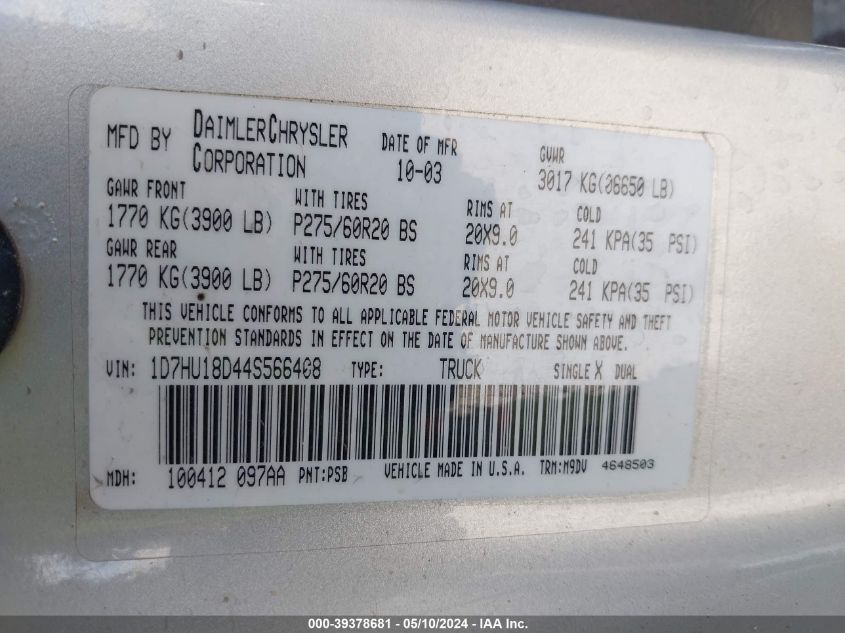 MFD BY DAIMLERCHRYSLER CORPORATION DATE OF MFR 10-03 GVWR 3017 KG(06650 LB)
GAWR FRONT WITH TIRES RIMS AT COLD
1770 KG(3900 LB) P275/60R20 BS 20X9.0 241 KPA(35 PSI)
GAWR REAR WITH TIRES RIMS AT COLD
1770 KG(3900 LB) P275/60R20 BS 20X9.0 241 KPA(35 PSI)
THIS VEHICLE CONFORMS TO ALL APPLICABLE FEDERAL MOTOR VEHICLE SAFETY AND THEFT
PREVENTION STANDARDS IN EFFECT ON THE DATE OF MANUFACTURE SHOWN ABOVE.
VIN: 1D7HU18D44S566408 TYPE: TRUCK SINGLE X DUAL
MDH: 100412 097AA PNT:PSB VEHICLE MADE IN U.S.A. TRM:M9DV 4648503
000-39378681 - 05/10/2024 - IAA Inc.